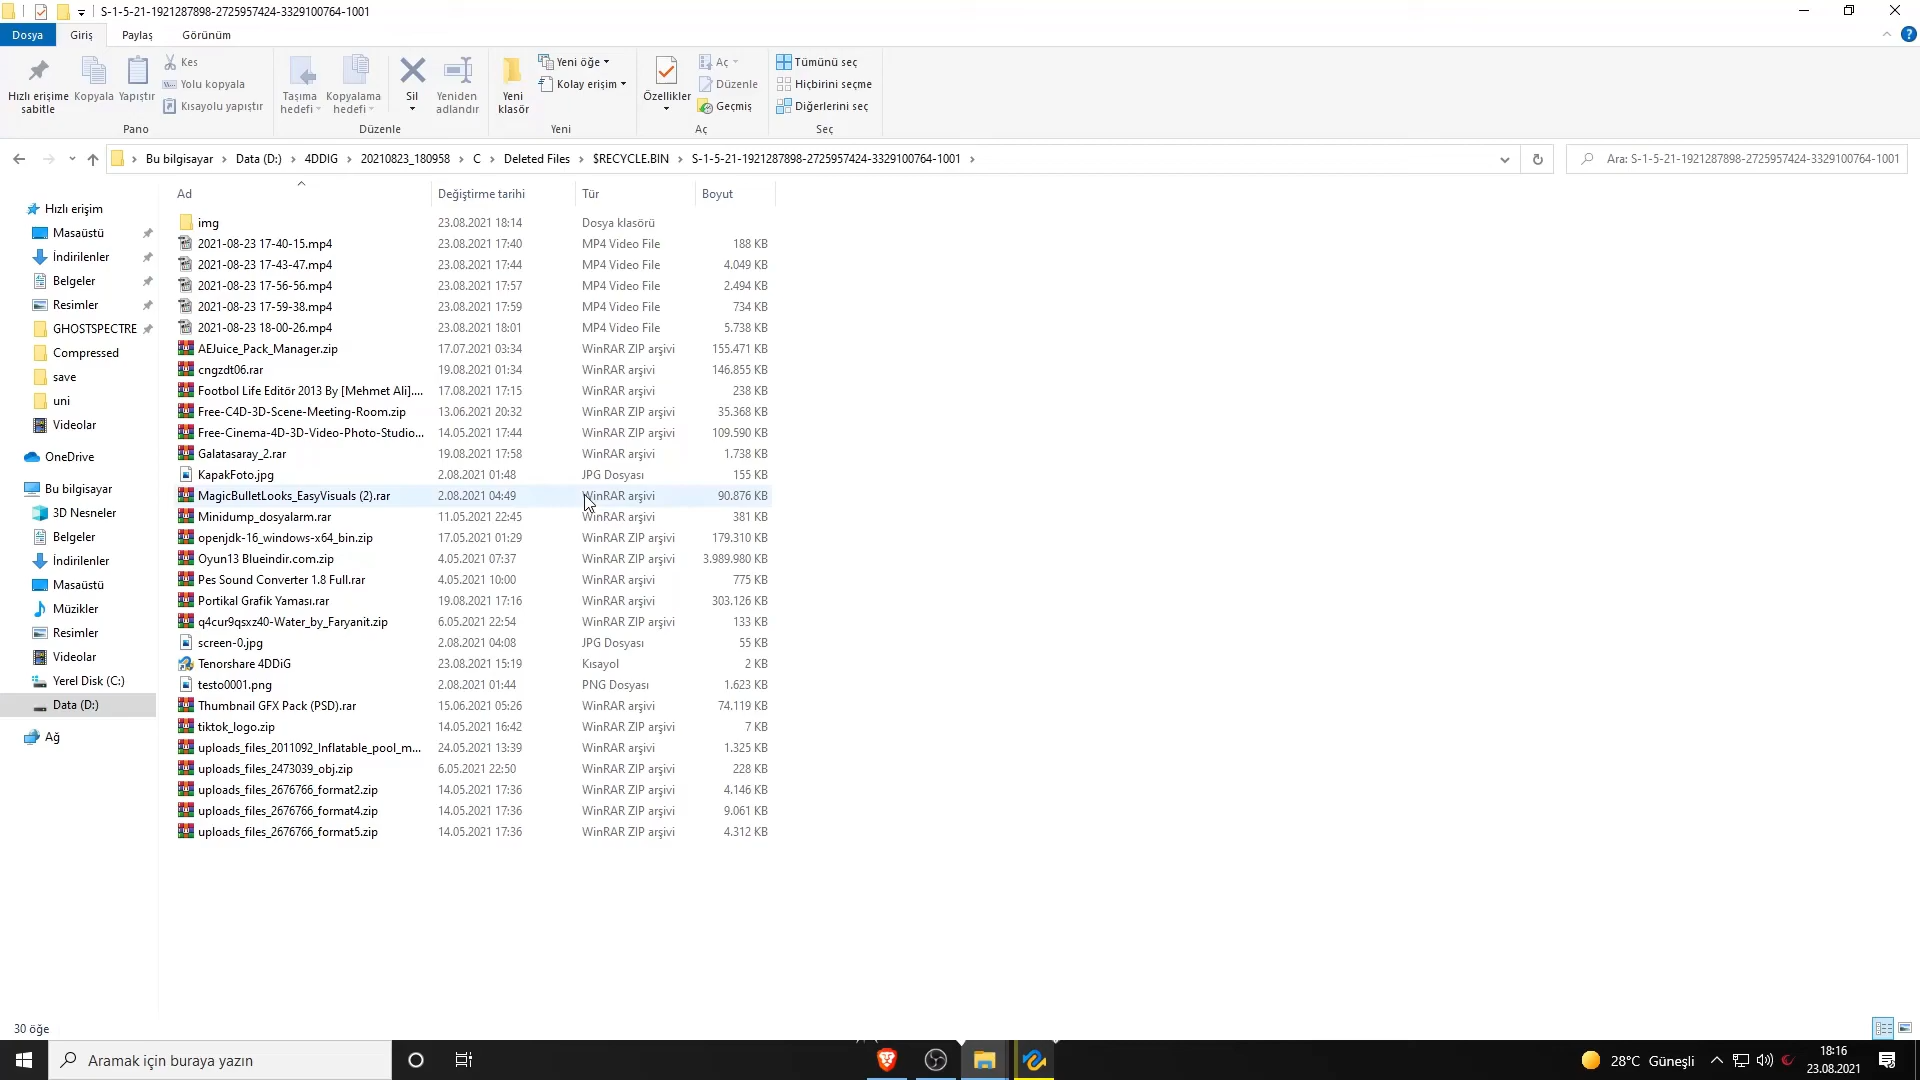 S-1-5-21-1921287898-2725957424-3329100764-1001
Dosya Giriş Paylaş Görünüm
Hızlı erişime sabitle
Kopyala
Yapıştır
Kes
Yolu kopyala
Kısayolu yapıştır
Pano
Taşıma hedefi
Kopyalama hedefi
Sil
Yeniden adlandır
Düzenle
Yeni klasör
Yeni öğe
Kolay erişim
Yeni
Özellikler
Aç
Düzenle
Geçmiş
Aç
Tümünü seç
Hiçbirini seçme
Diğerlerini seç
Seç
Bu bilgisayar > Data (D:) > 4DDIG > 20210823_180958 > C > Deleted Files > $RECYCLE.BIN > S-1-5-21-1921287898-2725957424-3329100764-1001 >
Ara: S-1-5-21-1921287898-2725957424-3329100764-1001
Hızlı erişim
Masaüstü
İndirilenler
Belgeler
Resimler
GHOSTSPECTRE
Compressed
save
uni
Videolar
OneDrive
Bu bilgisayar
3D Nesneler
Belgeler
İndirilenler
Masaüstü
Müzikler
Resimler
Videolar
Yerel Disk (C:)
Data (D:)
Ağ
Ad Değiştirme tarihi Tür Boyut
img 23.08.2021 18:14 Dosya klasörü
2021-08-23 17-40-15.mp4 23.08.2021 17:40 MP4 Video File 188 KB
2021-08-23 17-43-47.mp4 23.08.2021 17:44 MP4 Video File 4.049 KB
2021-08-23 17-56-56.mp4 23.08.2021 17:57 MP4 Video File 2.494 KB
2021-08-23 17-59-38.mp4 23.08.2021 17:59 MP4 Video File 734 KB
2021-08-23 18-00-26.mp4 23.08.2021 18:01 MP4 Video File 5.738 KB
AEJuice_Pack_Manager.zip 17.07.2021 03:34 WinRAR ZIP arşivi 155.471 KB
cngzdt06.rar 19.08.2021 01:34 WinRAR arşivi 146.855 KB
Footbol Life Editör 2013 By [Mehmet Ali].... 17.08.2021 17:15 WinRAR arşivi 238 KB
Free-C4D-3D-Scene-Meeting-Room.zip 13.06.2021 20:32 WinRAR ZIP arşivi 35.368 KB
Free-Cinema-4D-3D-Video-Photo-Studio... 14.05.2021 17:44 WinRAR ZIP arşivi 109.590 KB
Galatasaray_2.rar 19.08.2021 17:58 WinRAR arşivi 1.738 KB
KapakFoto.jpg 2.08.2021 01:48 JPG Dosyası 155 KB
MagicBulletLooks_EasyVisuals (2).rar 2.08.2021 04:49 WinRAR arşivi 90.876 KB
Minidump_dosyalarm.rar 11.05.2021 22:45 WinRAR arşivi 381 KB
openjdk-16_windows-x64_bin.zip 17.05.2021 01:29 WinRAR ZIP arşivi 179.310 KB
Oyun13 Blueindir.com.zip 4.05.2021 07:37 WinRAR ZIP arşivi 3.989.980 KB
Pes Sound Converter 1.8 Full.rar 4.05.2021 10:00 WinRAR arşivi 775 KB
Portikal Grafik Yaması.rar 19.08.2021 17:16 WinRAR arşivi 303.126 KB
q4cur9qsxz40-Water_by_Faryanit.zip 6.05.2021 22:54 WinRAR ZIP arşivi 133 KB
screen-0.jpg 2.08.2021 04:08 JPG Dosyası 55 KB
Tenorshare 4DDiG 23.08.2021 15:19 Kısayol 2 KB
testo0001.png 2.08.2021 01:44 PNG Dosyası 1.623 KB
Thumbnail GFX Pack (PSD).rar 15.06.2021 05:26 WinRAR arşivi 74.119 KB
tiktok_logo.zip 14.05.2021 16:42 WinRAR ZIP arşivi 7 KB
uploads_files_2011092_Inflatable_pool_m... 24.05.2021 13:39 WinRAR arşivi 1.325 KB
uploads_files_2473039_obj.zip 6.05.2021 22:50 WinRAR ZIP arşivi 228 KB
uploads_files_2676766_format2.zip 14.05.2021 17:36 WinRAR ZIP arşivi 4.146 KB
uploads_files_2676766_format4.zip 14.05.2021 17:36 WinRAR ZIP arşivi 9.061 KB
uploads_files_2676766_format5.zip 14.05.2021 17:36 WinRAR ZIP arşivi 4.312 KB
30 öğe
Aramak için buraya yazın
28°C Güneşli
18:16
23.08.2021